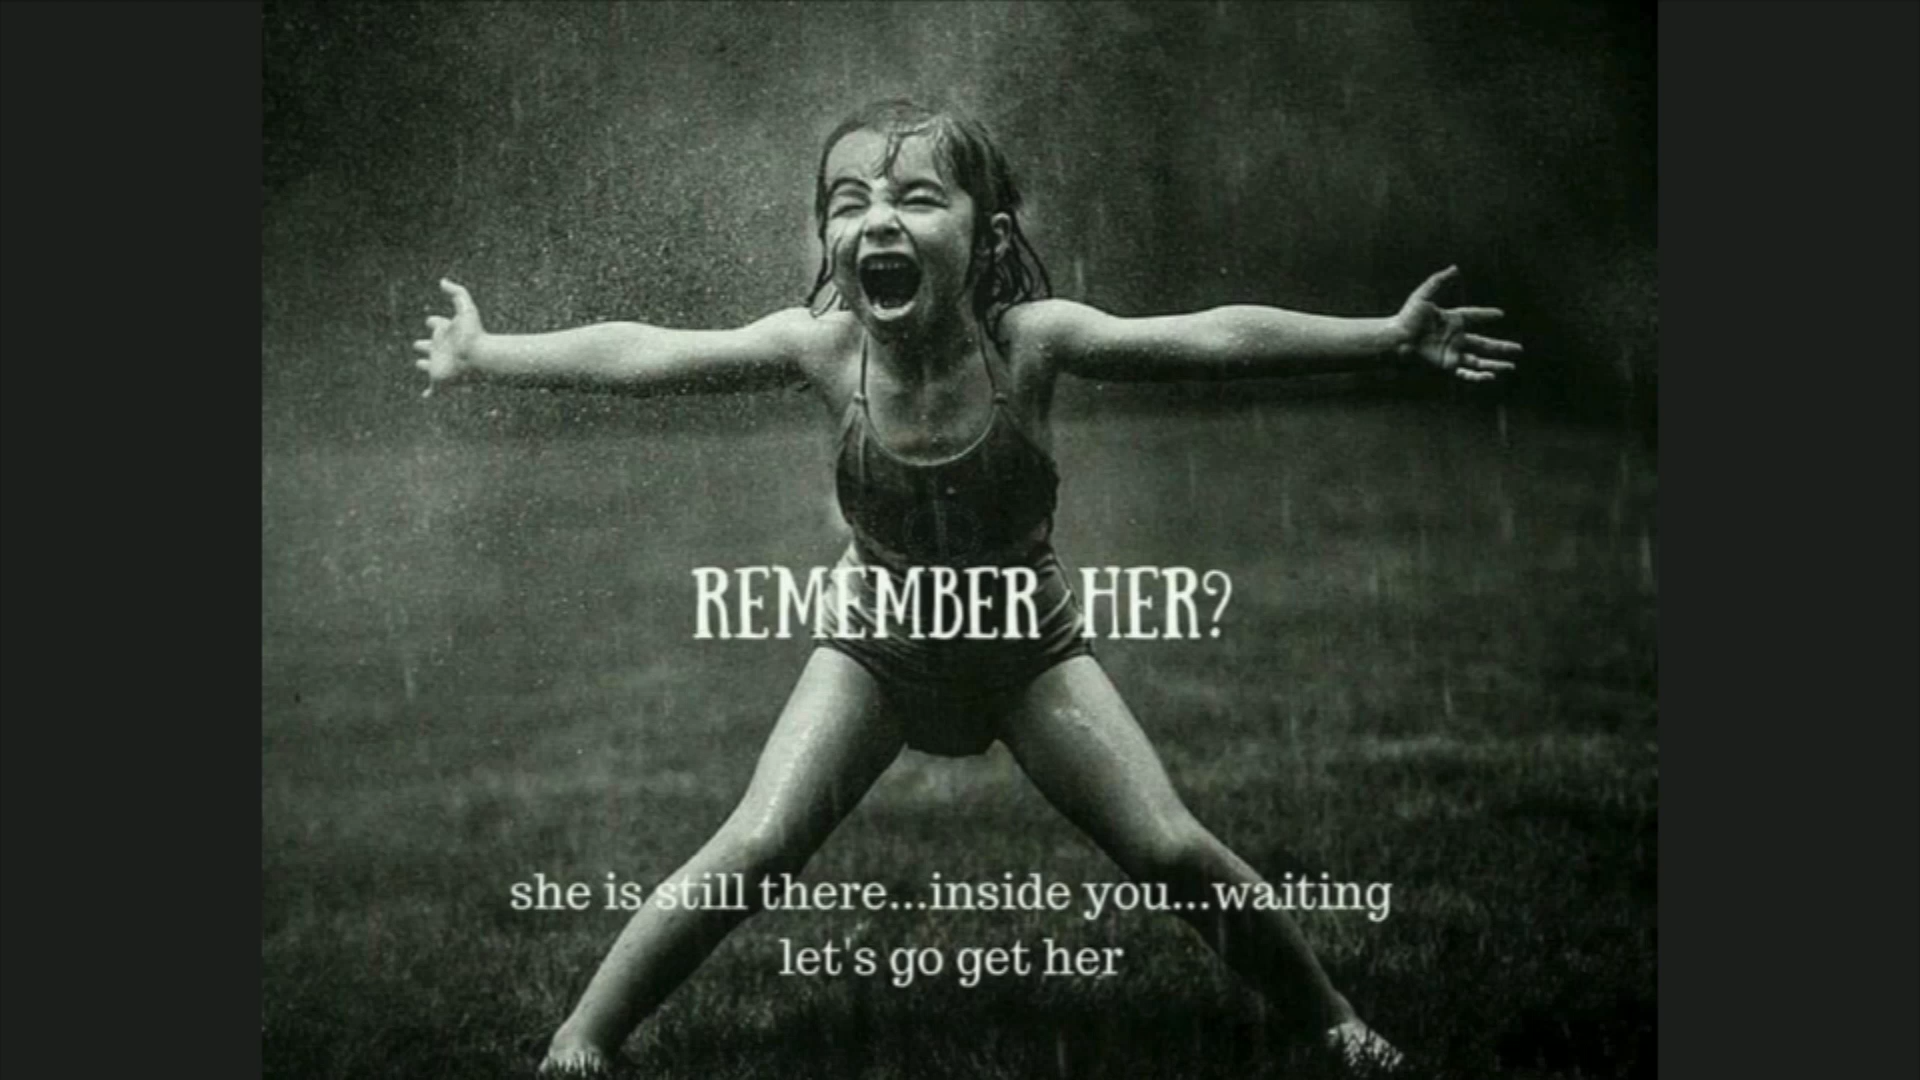 REMEMBER HER?
she is still there...inside you...waiting
let's go get her